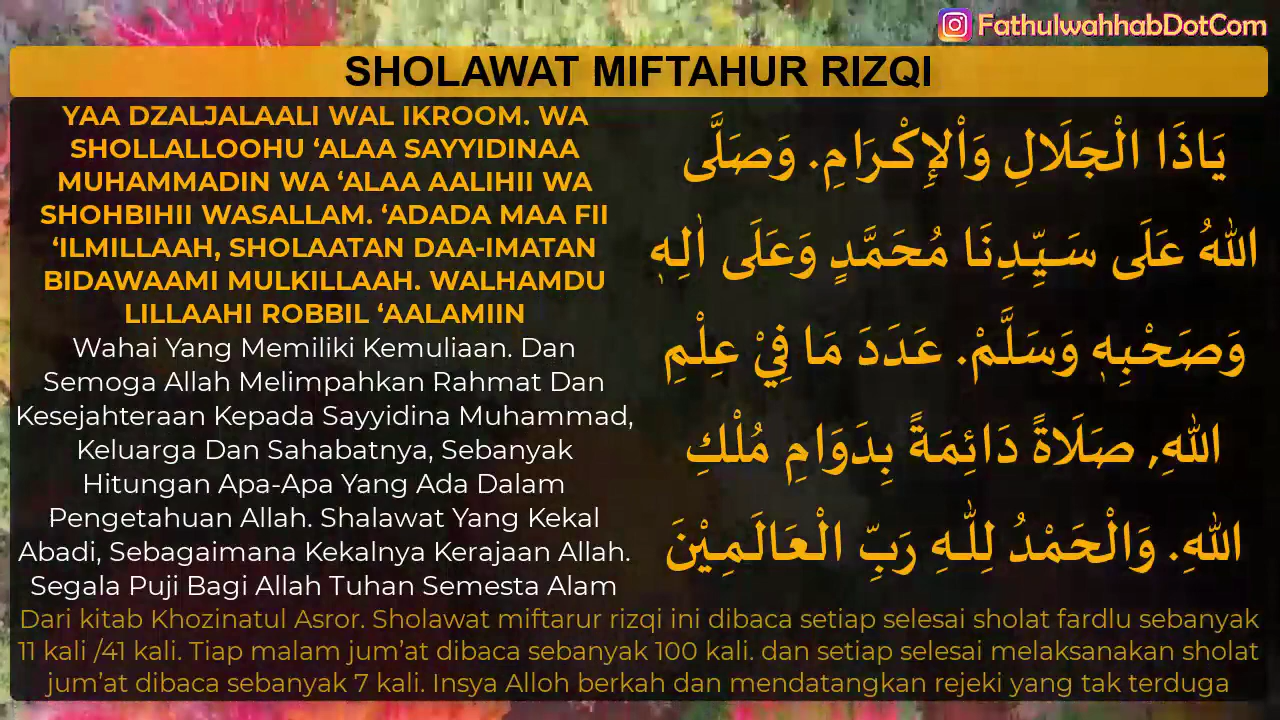 FathulwahhabDotCom
SHOLAWAT MIFTAHUR RIZQI
YAA DZALJALAALI WAL IKROOM. WA
SHOLLALLOOHU ‘ALAA SAYYIDINAA
MUHAMMADIN WA ‘ALAA AALIHII WA
SHOHBIHII WASALLAM. ‘ADADA MAA FII
‘ILMILLAAH, SHOLAATAN DAA-IMATAN
BIDAWAAMI MULKILLAAH. WALHAMDU
LILLAAHI ROBBIL ‘AALAMIIN
Wahai Yang Memiliki Kemuliaan. Dan
Semoga Allah Melimpahkan Rahmat Dan
Kesejahteraan Kepada Sayyidina Muhammad,
Keluarga Dan Sahabatnya, Sebanyak
Hitungan Apa-Apa Yang Ada Dalam
Pengetahuan Allah. Shalawat Yang Kekal
Abadi, Sebagaimana Kekalnya Kerajaan Allah.
Segala Puji Bagi Allah Tuhan Semesta Alam
يَاذَا الْجَلَالِ وَاْلإِكْرَامِ. وَصَلَّى
اللهُ عَلَى سَيِّدِنَا مُحَمَّدٍ وَعَلَى اٰلِهٖ
وَصَحْبِهٖ وَسَلَّمْ. عَدَدَ مَا فِيْ عِلْمِ
اللهِ, صَلَاةً دَائِمَةً بِدَوَامِ مُلْكِ
اللهِ. وَالْحَمْدُ لِلّٰهِ رَبِّ الْعَالَمِيْنَ
Dari kitab Khozinatul Asror. Sholawat miftarur rizqi ini dibaca setiap selesai sholat fardlu sebanyak
11 kali /41 kali. Tiap malam jum’at dibaca sebanyak 100 kali. dan setiap selesai melaksanakan sholat
jum’at dibaca sebanyak 7 kali. Insya Alloh berkah dan mendatangkan rejeki yang tak terduga